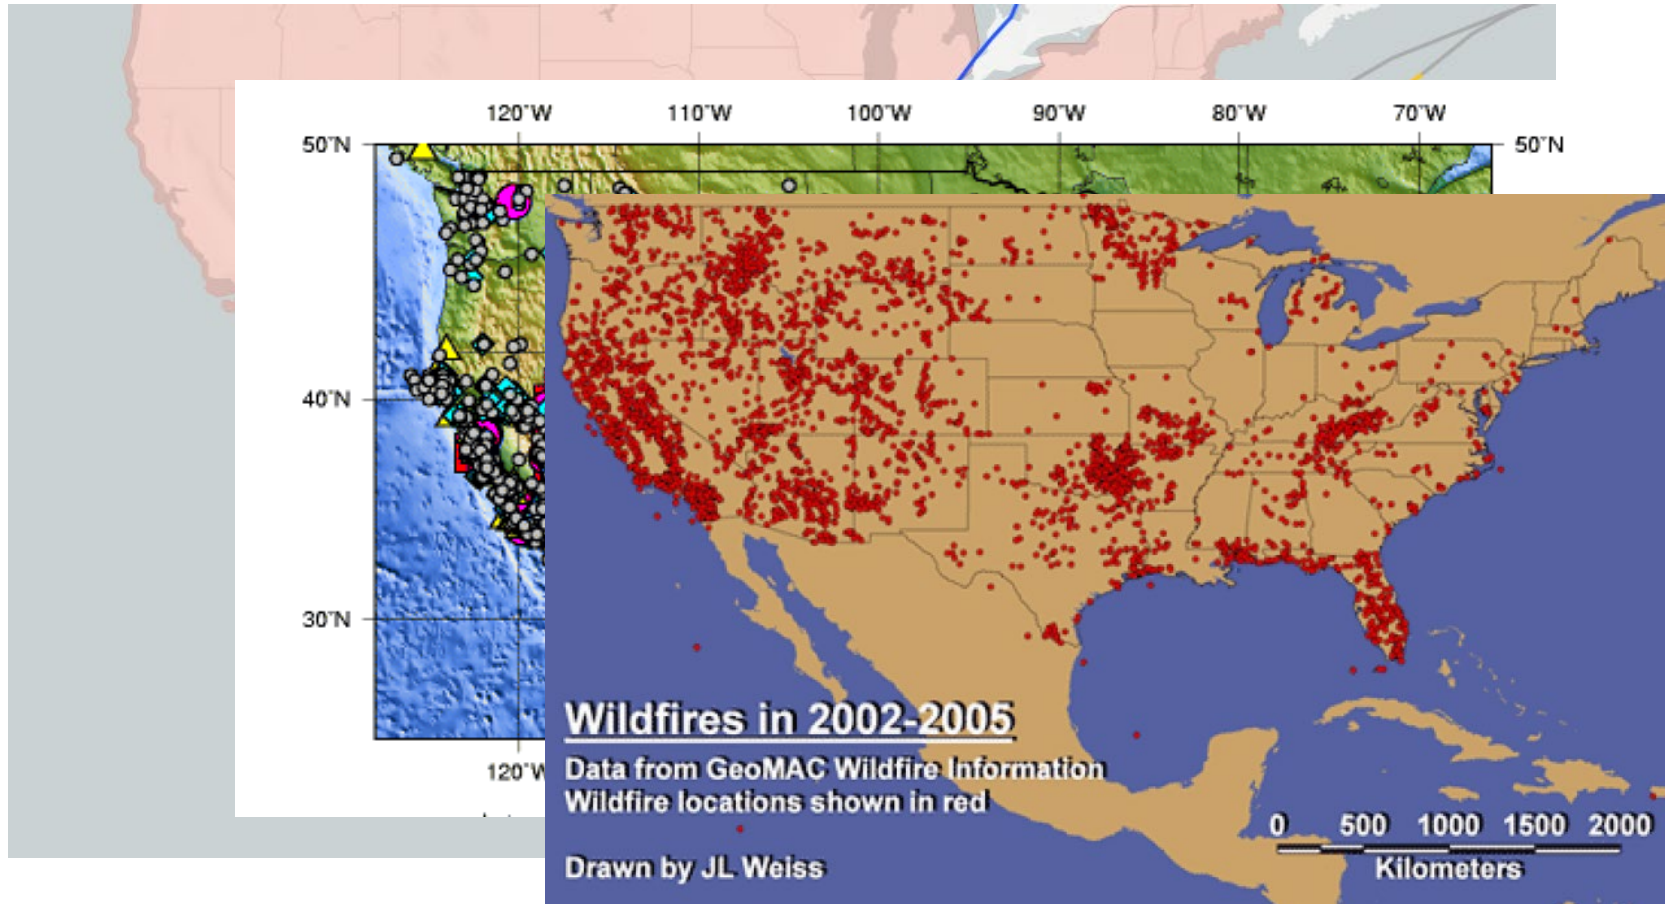 120˚W 110˚W 100˚W 90˚W 80˚W 70˚W
50˚N 50˚N
40˚N
30˚N
120˚W
Wildfires in 2002-2005
Data from GeoMAC Wildfire Information
Wildfire locations shown in red
0 500 1000 1500 2000
Kilometers
Drawn by JL Weiss